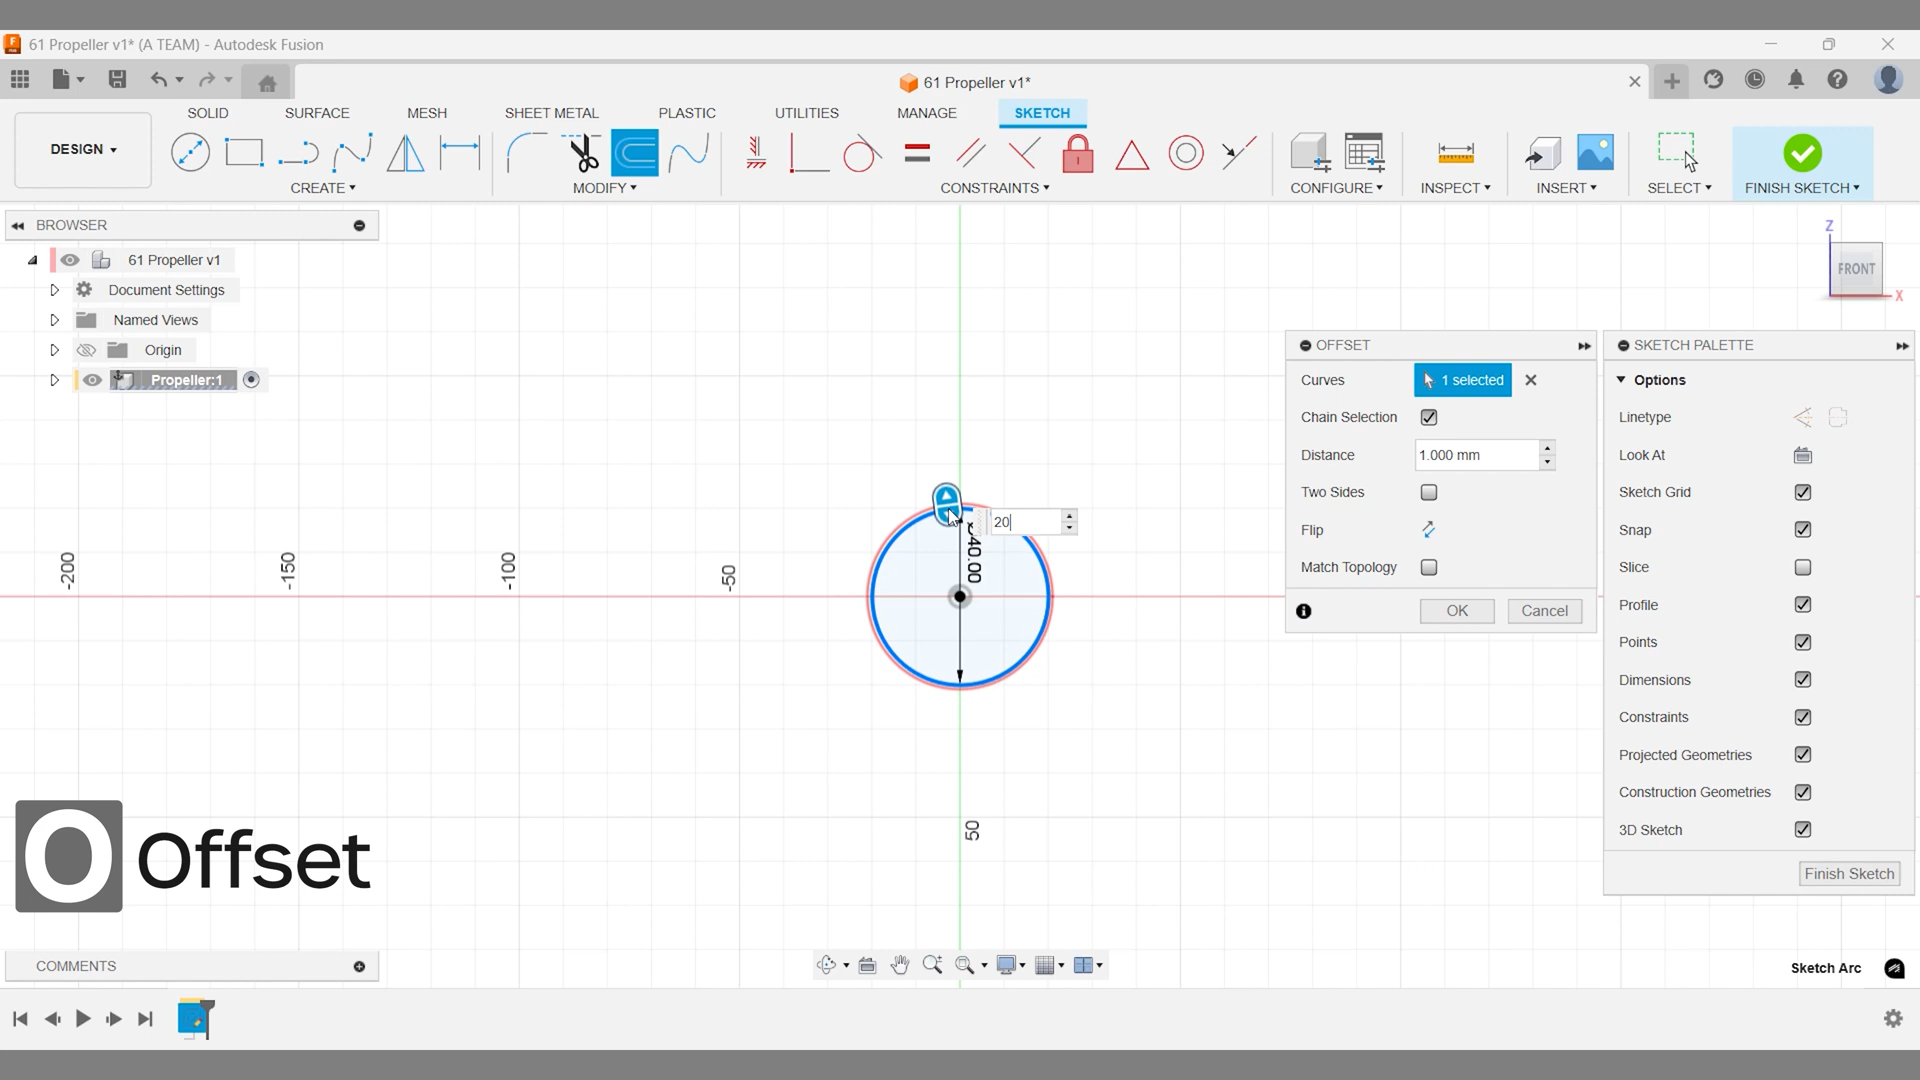 61 Propeller v1* (A TEAM) - Autodesk Fusion
61 Propeller v1*
SOLID SURFACE MESH SHEET METAL PLASTIC UTILITIES MANAGE SKETCH
DESIGN
CREATE MODIFY CONSTRAINTS CONFIGURE INSPECT INSERT SELECT FINISH SKETCH
BROWSER
61 Propeller v1
Document Settings
Named Views
Origin
Propeller:1
Z
FRONT
X
OFFSET
Curves 1 selected
Chain Selection
Distance 1.000 mm
Two Sides
Flip
Match Topology
OK Cancel
SKETCH PALETTE
Options
Linetype
Look At
Sketch Grid
Snap
Slice
Profile
Points
Dimensions
Constraints
Projected Geometries
Construction Geometries
3D Sketch
Finish Sketch
20
40.00
-200
-150
-100
-50
50
O Offset
COMMENTS
Sketch Arc